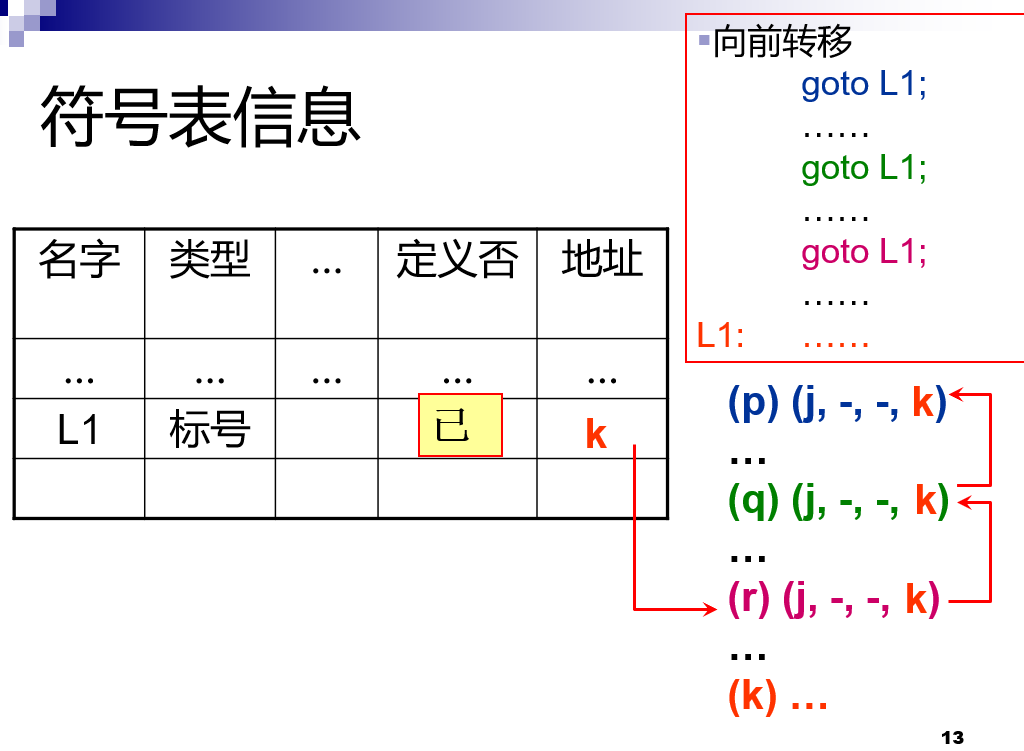 符号表信息
▪向前转移
goto L1;
……
goto L1;
……
goto L1;
……
L1: ……
名字 类型 … 定义否 地址
… … … … …
L1 标号 已 k
(p) (j, -, -, k)
…
(q) (j, -, -, k)
…
(r) (j, -, -, k)
…
(k) …
13